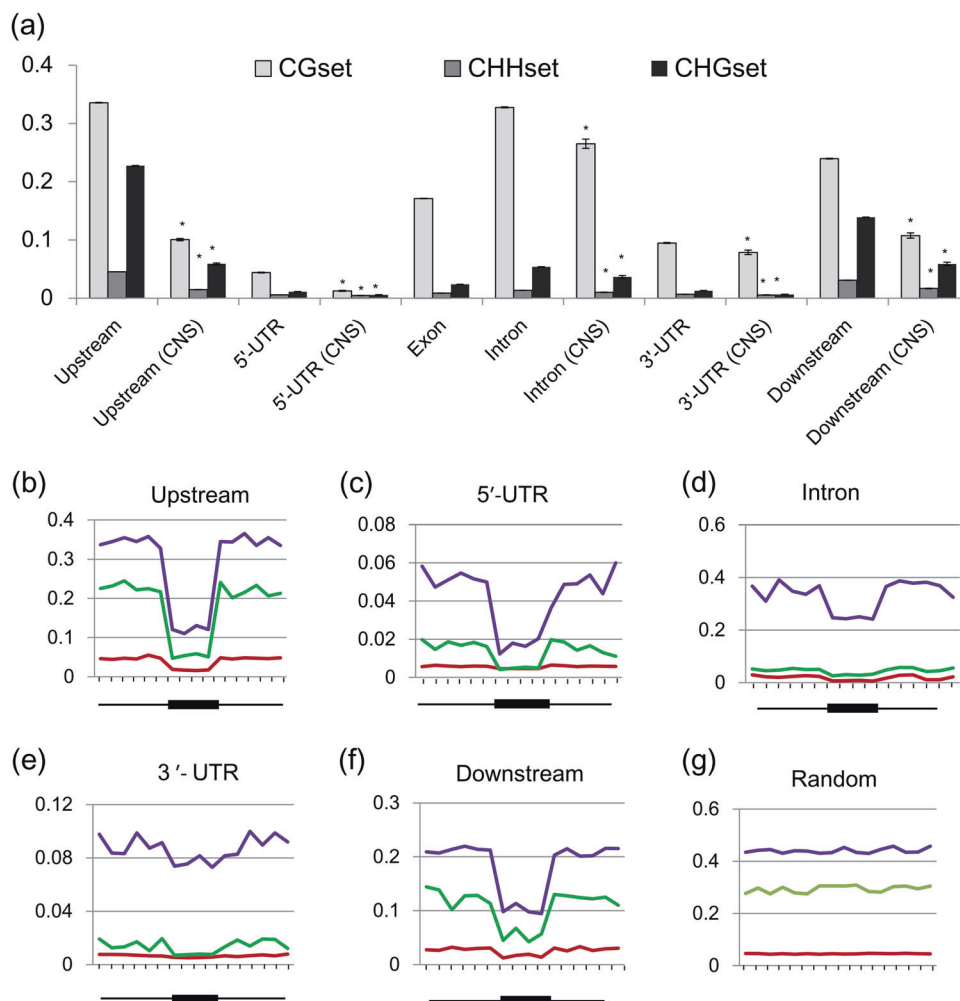 (a)
CGset CHHset CHGset
0.4
0.3
0.2
0.1
0
* * * * * * * * * * * * * * *
Upstream
Upstream (CNS)
5'-UTR
5'-UTR (CNS)
Exon
Intron
Intron (CNS)
3'-UTR
3'-UTR (CNS)
Downstream
Downstream (CNS)
(b)
Upstream
0.4
0.3
0.2
0.1
0
(c)
5′-UTR
0.08
0.06
0.04
0.02
0
(d)
Intron
0.6
0.4
0.2
0
(e)
3 ′- UTR
0.12
0.08
0.04
0
(f)
Downstream
0.3
0.2
0.1
0
(g)
Random
0.6
0.4
0.2
0